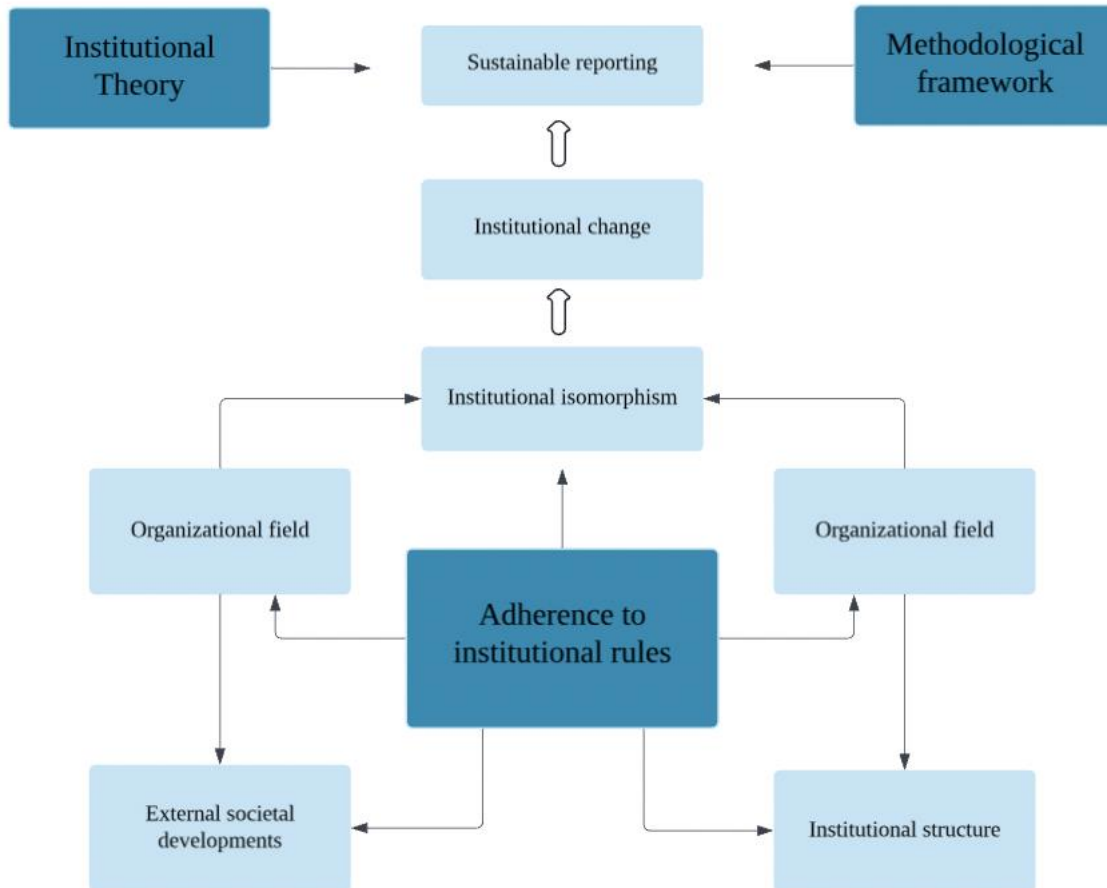 Institutional
Theory
Sustainable reporting
Methodological
framework
Institutional change
Institutional isomorphism
Organizational field
Organizational field
Adherence to
institutional rules
External societal
developments
Institutional structure